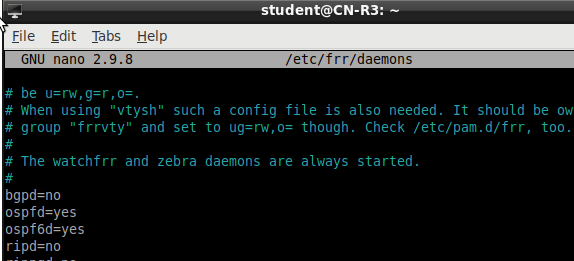 student@CN-R3: ~
File Edit Tabs Help
GNU nano 2.9.8 /etc/frr/daemons
# be u=rw,g=r,o=.
# When using "vtysh" such a config file is also needed. It should be ow
# group "frrvty" and set to ug=rw,o= though. Check /etc/pam.d/frr, too.
#
# The watchfrr and zebra daemons are always started.
#
bgpd=no
ospfd=yes
ospf6d=yes
ripd=no